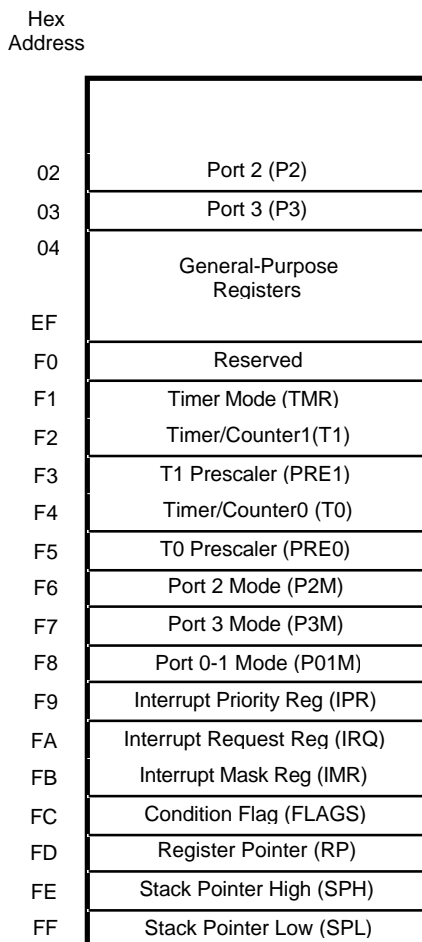 Hex
Address
02 Port 2 (P2)
03 Port 3 (P3)
04
General-Purpose
Registers
EF
F0 Reserved
F1 Timer Mode (TMR)
F2 Timer/Counter1(T1)
F3 T1 Prescaler (PRE1)
F4 Timer/Counter0 (T0)
F5 T0 Prescaler (PRE0)
F6 Port 2 Mode (P2M)
F7 Port 3 Mode (P3M)
F8 Port 0-1 Mode (P01M)
F9 Interrupt Priority Reg (IPR)
FA Interrupt Request Reg (IRQ)
FB Interrupt Mask Reg (IMR)
FC Condition Flag (FLAGS)
FD Register Pointer (RP)
FE Stack Pointer High (SPH)
FF Stack Pointer Low (SPL)